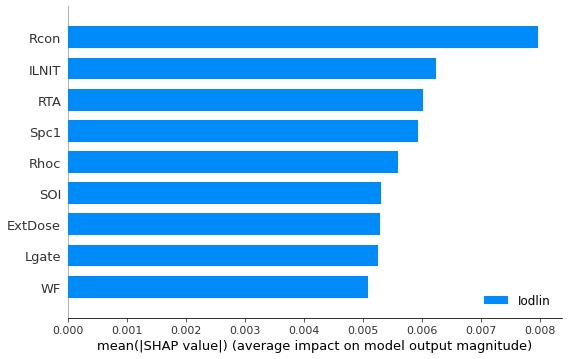 Rcon
ILNIT
RTA
Spc1
Rhoc
SOI
ExtDose
Lgate
WF
Iodlin
0.000 0.001 0.002 0.003 0.004 0.005 0.006 0.007 0.008
mean(|SHAP value|) (average impact on model output magnitude)